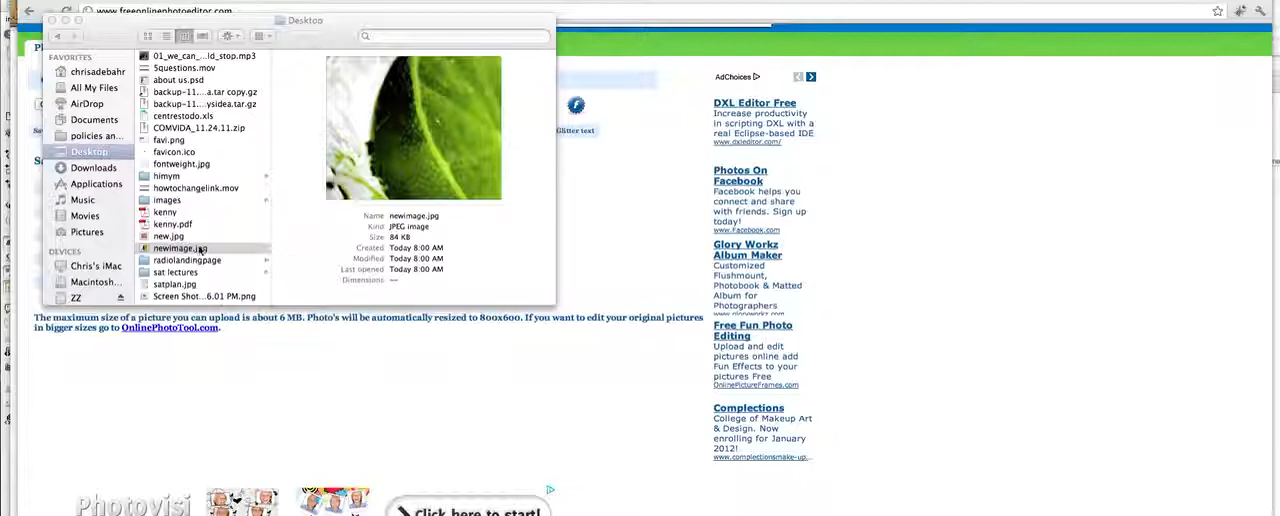 www.freeonlinephotoeditor.com
Desktop
FAVORITES
chrisadebahr
All My Files
AirDrop
Documents
policies an...
Desktop
Downloads
Applications
Music
Movies
Pictures
DEVICES
Chris's iMac
Macintosh...
ZZ
01_we_can_...ld_stop.mp3
5questions.mov
about us.psd
backup-11....a.tar copy.gz
backup-11....ysidea.tar.gz
centrestodo.xls
COMVIDA_11.24.11.zip
favi.png
favicon.ico
fontweight.jpg
himym
howtochangelink.mov
images
kenny
kenny.pdf
new.jpg
newimage.jpg
radiolandingpage
sat lectures
satplan.jpg
Screen Shot...6.01 PM.png
Name newimage.jpg
Kind JPEG image
Size 84 KB
Created Today 8:00 AM
Modified Today 8:00 AM
Last opened Today 8:00 AM
Dimensions --
Glitter text
The maximum size of a picture you can upload is about 6 MB. Photo's will be automatically resized to 800x600. If you want to edit your original pictures
in bigger sizes go to OnlinePhotoTool.com.
AdChoices
DXL Editor Free
Increase productivity
in scripting DXL with a
real Eclipse-based IDE
www.dxleditor.com/
Photos On
Facebook
Facebook helps you
connect and share
with friends. Sign up
today!
www.Facebook.com
Glory Workz
Album Maker
Customized
Flushmount,
Photobook & Matted
Album for
Photographers
Free Fun Photo
Editing
Upload and edit
pictures online add
Fun Effects to your
pictures Free
OnlinePictureFrames.com
Complections
College of Makeup Art
& Design. Now
enrolling for January
2012!
www.complectionsmake-up...
Photovisi
Click here to start!